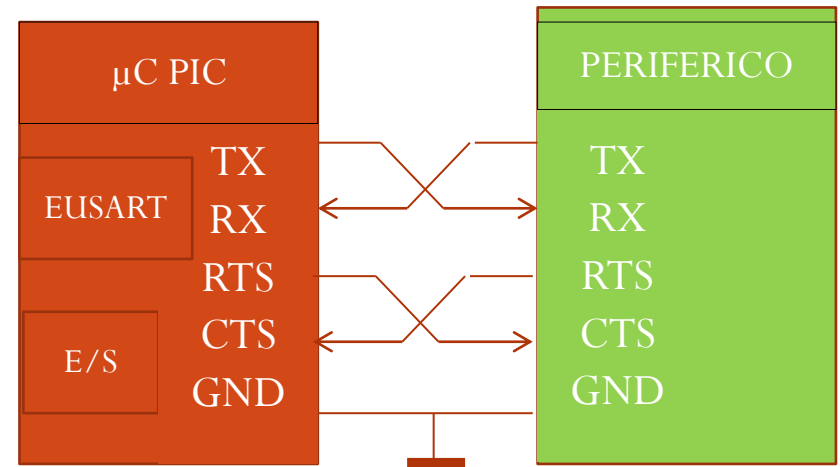 µC PIC
EUSART
E/S
TX
RX
RTS
CTS
GND
PERIFERICO
TX
RX
RTS
CTS
GND